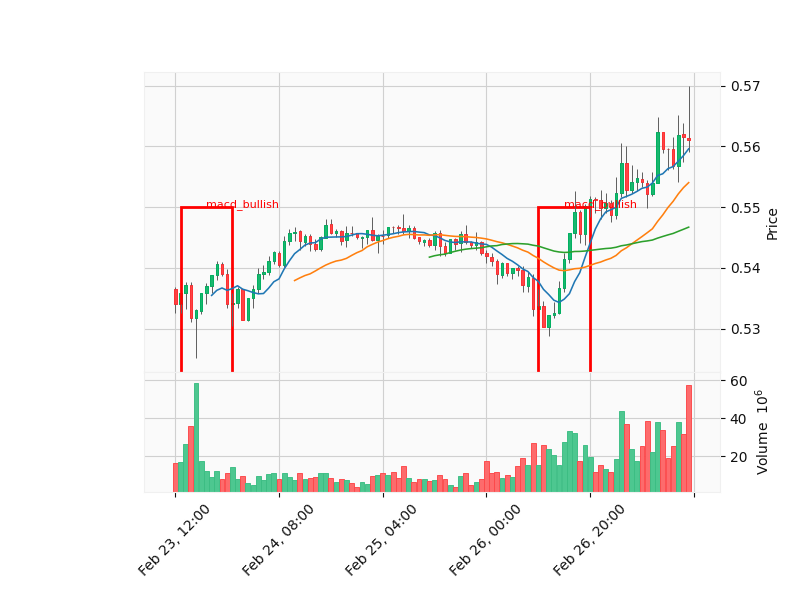 macd_bullish
macd_bullish
0.57
0.56
0.55
0.54
0.53
Price
60
40
20
Volume 10^6
Feb 23, 12:00
Feb 24, 08:00
Feb 25, 04:00
Feb 26, 00:00
Feb 26, 20:00